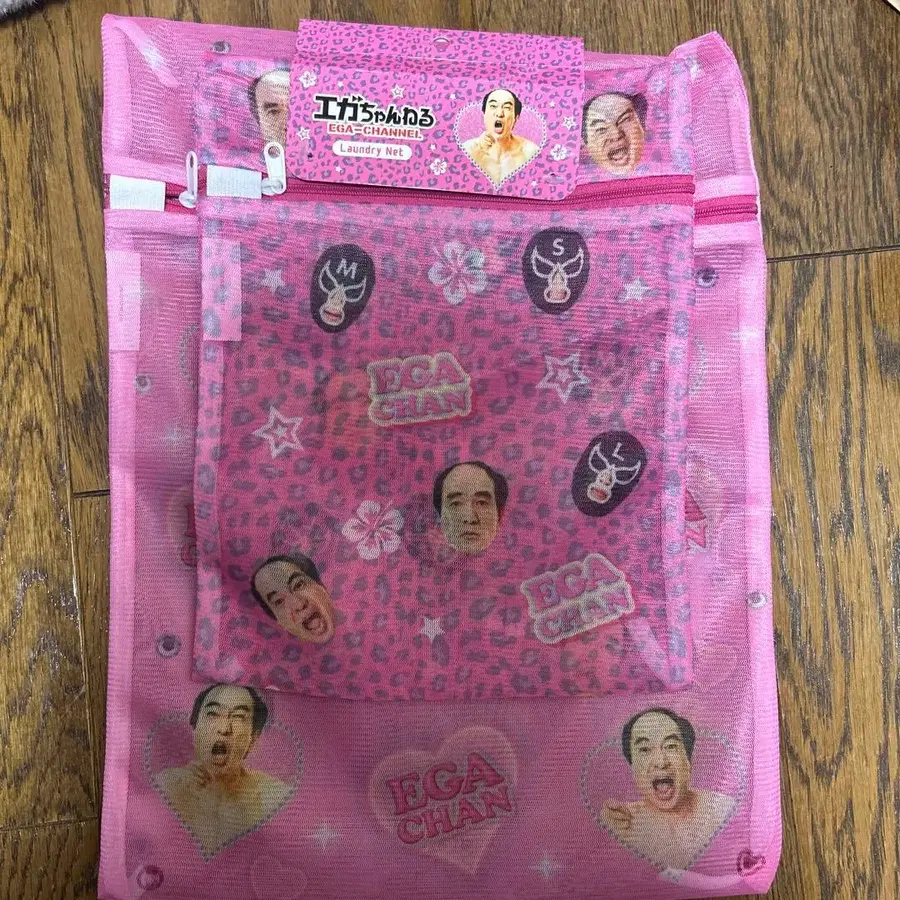 エガちゃんねる
EGA-CHANNEL
Laundry Net
M
S
EGA
CHAN
L
EGA
CHAN
EGA
CHAN